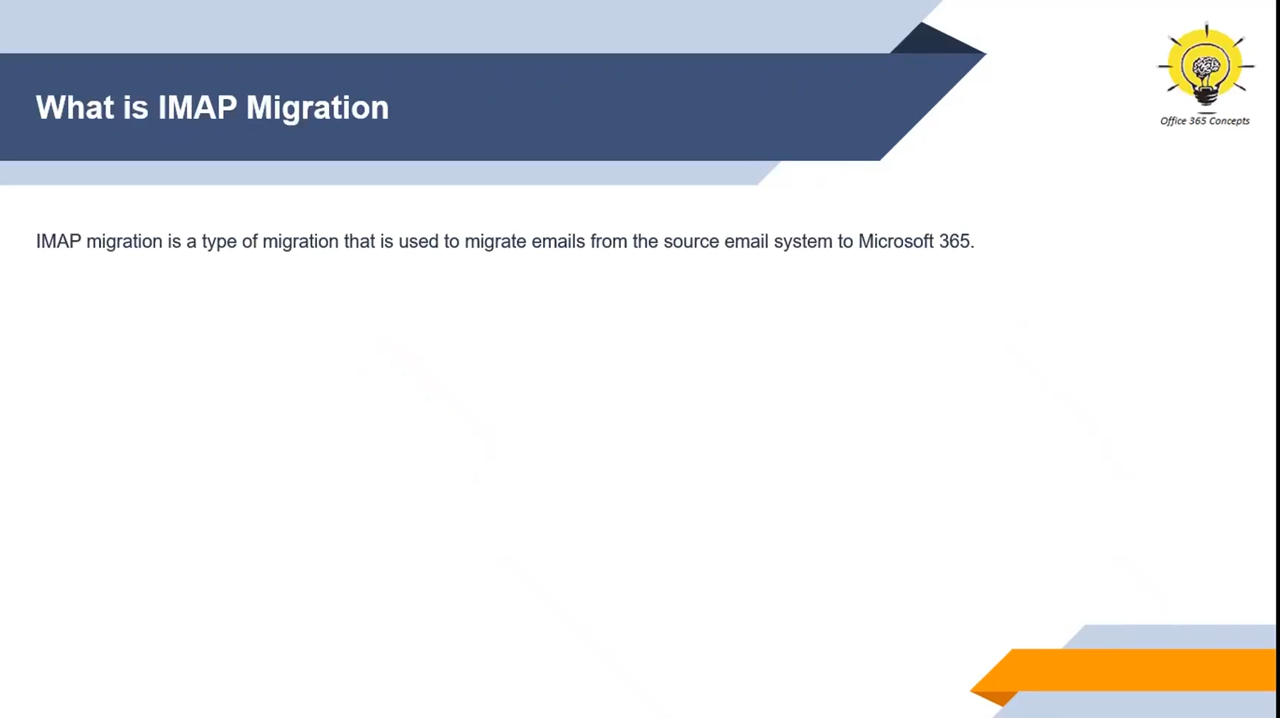 What is IMAP Migration
Office 365 Concepts
IMAP migration is a type of migration that is used to migrate emails from the source email system to Microsoft 365.